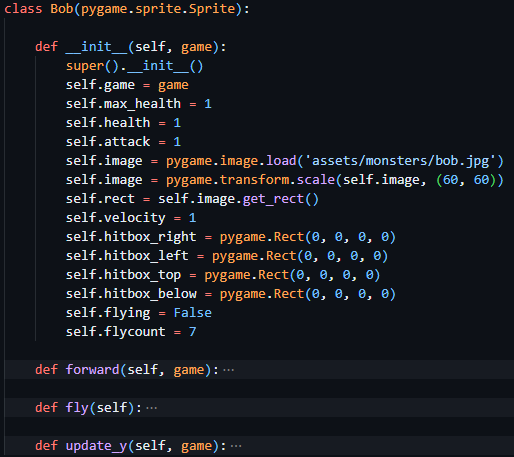 class Bob(pygame.sprite.Sprite):
def __init__(self, game):
super().__init__()
self.game = game
self.max_health = 1
self.health = 1
self.attack = 1
self.image = pygame.image.load('assets/monsters/bob.jpg')
self.image = pygame.transform.scale(self.image, (60, 60))
self.rect = self.image.get_rect()
self.velocity = 1
self.hitbox_right = pygame.Rect(0, 0, 0, 0)
self.hitbox_left = pygame.Rect(0, 0, 0, 0)
self.hitbox_top = pygame.Rect(0, 0, 0, 0)
self.hitbox_below = pygame.Rect(0, 0, 0, 0)
self.flying = False
self.flycount = 7
def forward(self, game):···
def fly(self):···
def update_y(self, game):···